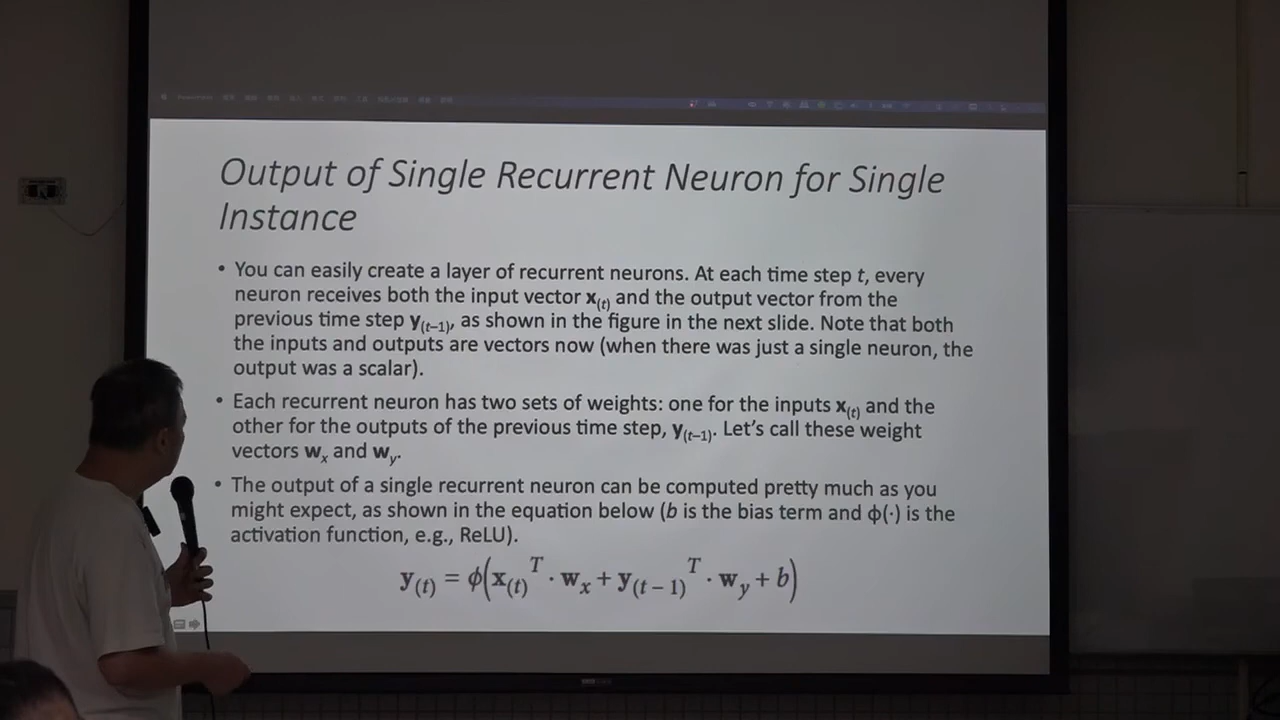 Output of Single Recurrent Neuron for Single
Instance
• You can easily create a layer of recurrent neurons. At each time step t, every
neuron receives both the input vector x(t) and the output vector from the
previous time step y(t–1), as shown in the figure in the next slide. Note that both
the inputs and outputs are vectors now (when there was just a single neuron, the
output was a scalar).
• Each recurrent neuron has two sets of weights: one for the inputs x(t) and the
other for the outputs of the previous time step, y(t–1). Let's call these weight
vectors wx and wy.
• The output of a single recurrent neuron can be computed pretty much as you
might expect, as shown in the equation below (b is the bias term and ϕ(·) is the
activation function, e.g., ReLU).
y(t) = ϕ(x(t)^T · wx + y(t − 1)^T · wy + b)